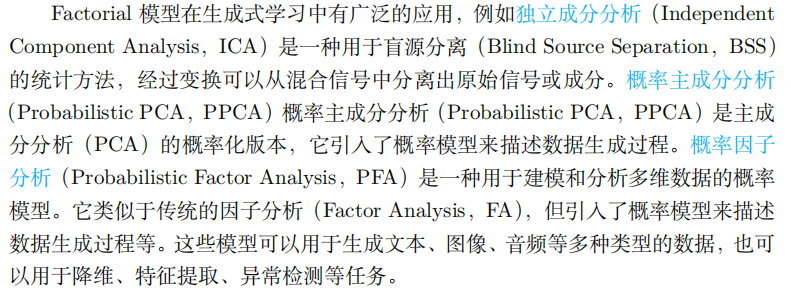 Factorial 模型在生成式学习中有广泛的应用，例如独立成分分析（Independent
Component Analysis，ICA）是一种用于盲源分离（Blind Source Separation，BSS）
的统计方法，经过变换可以从混合信号中分离出原始信号或成分。概率主成分分析
（Probabilistic PCA，PPCA）概率主成分分析（Probabilistic PCA，PPCA）是主成
分分析（PCA）的概率化版本，它引入了概率模型来描述数据生成过程。概率因子
分析（Probabilistic Factor Analysis，PFA）是一种用于建模和分析多维数据的概率
模型。它类似于传统的因子分析（Factor Analysis，FA），但引入了概率模型来描述
数据生成过程等。这些模型可以用于生成文本、图像、音频等多种类型的数据，也可
以用于降维、特征提取、异常检测等任务。